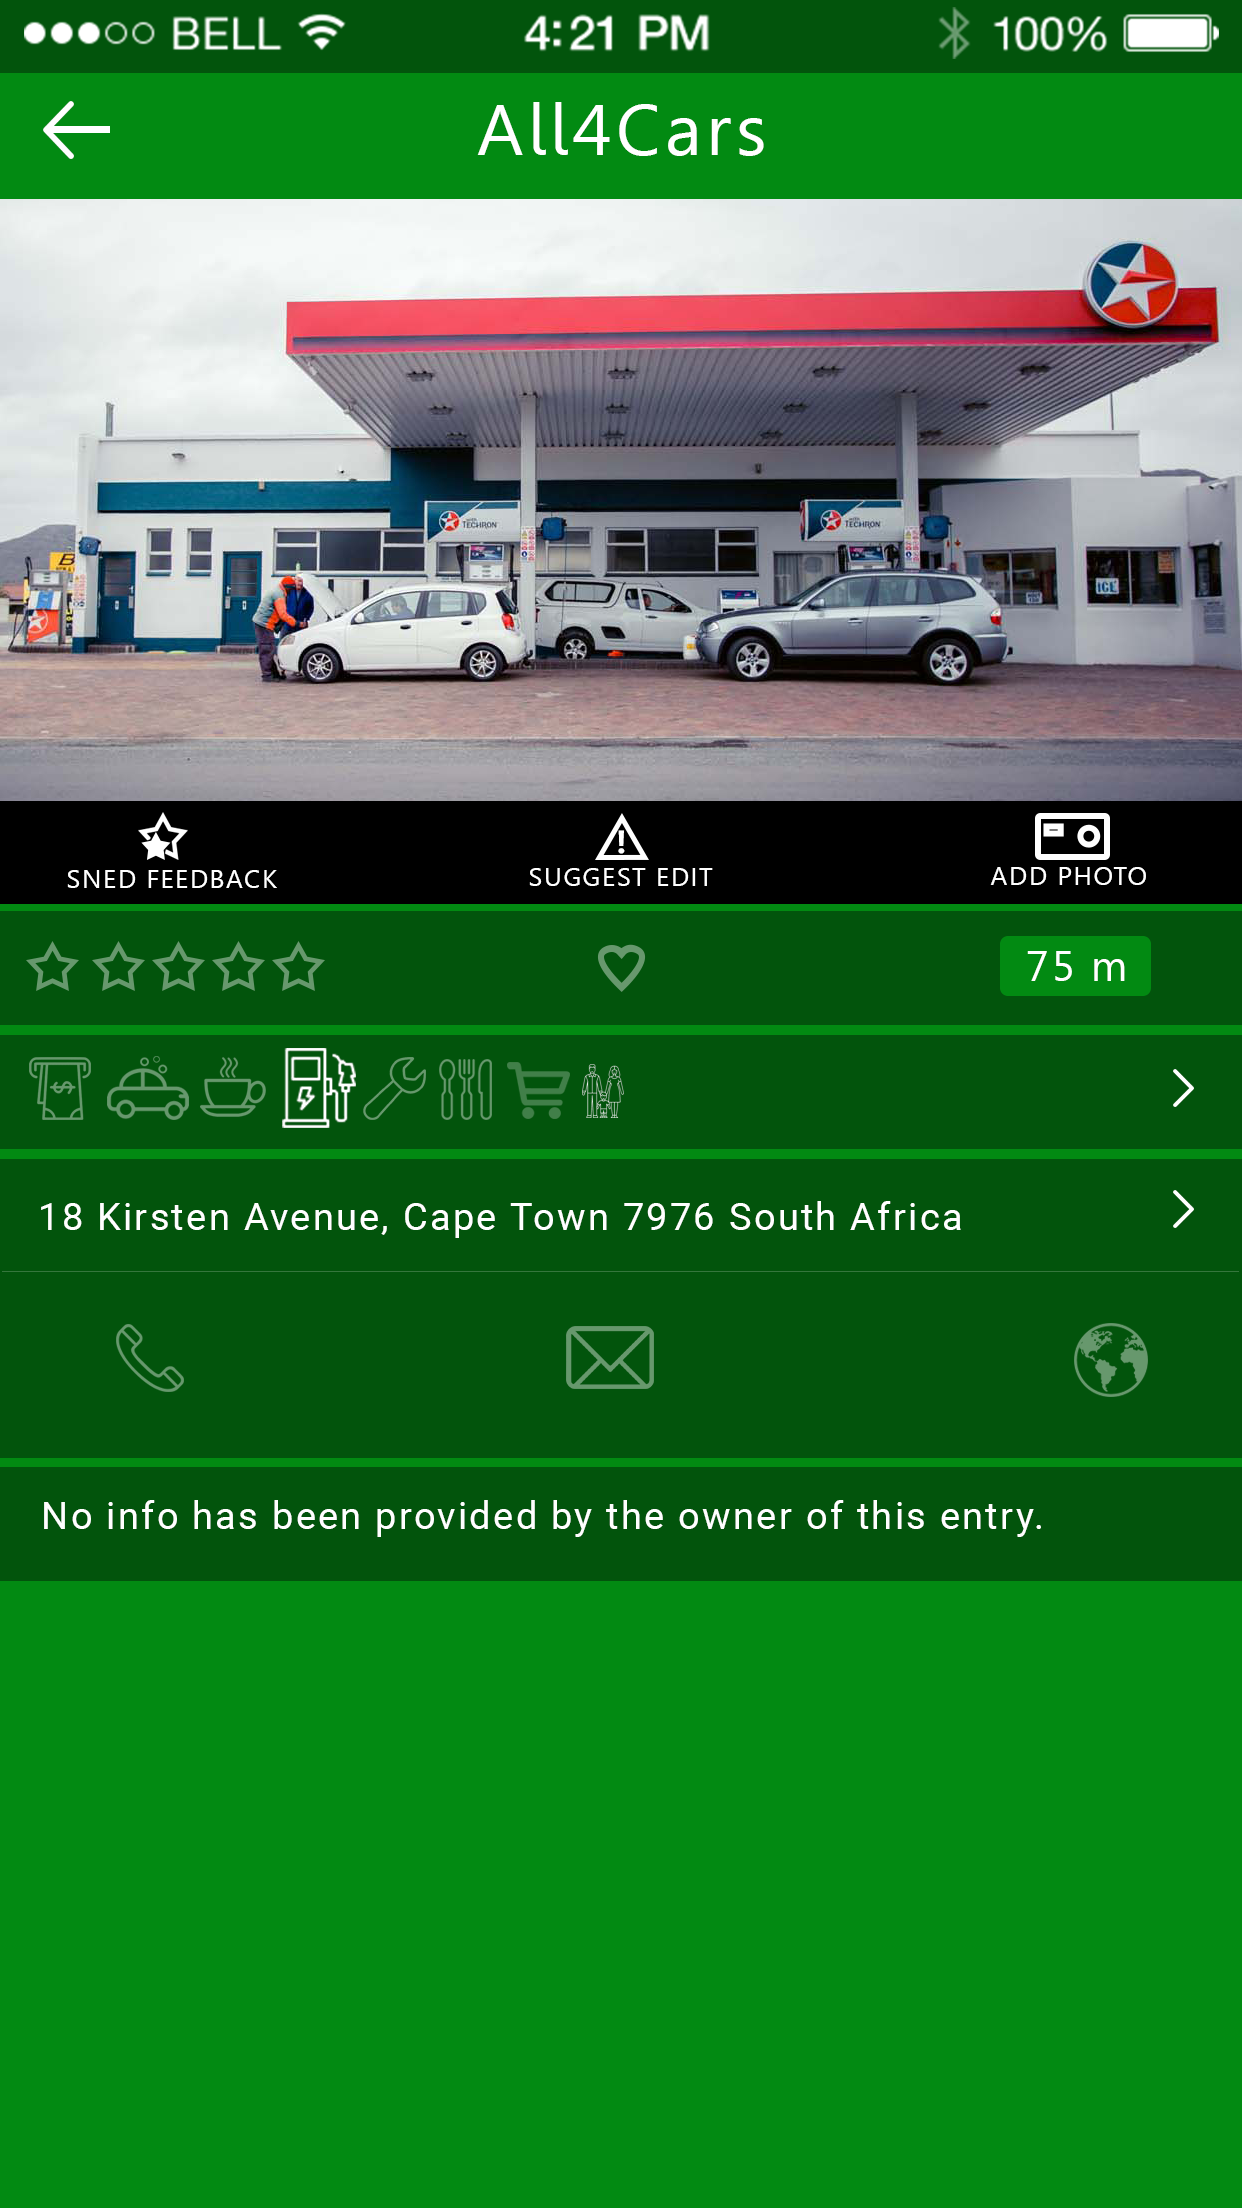 BELL 4:21 PM 100%
All4Cars
TECHRON
TECHRON
ICE
SNED FEEDBACK SUGGEST EDIT ADD PHOTO
75 m
18 Kirsten Avenue, Cape Town 7976 South Africa
No info has been provided by the owner of this entry.